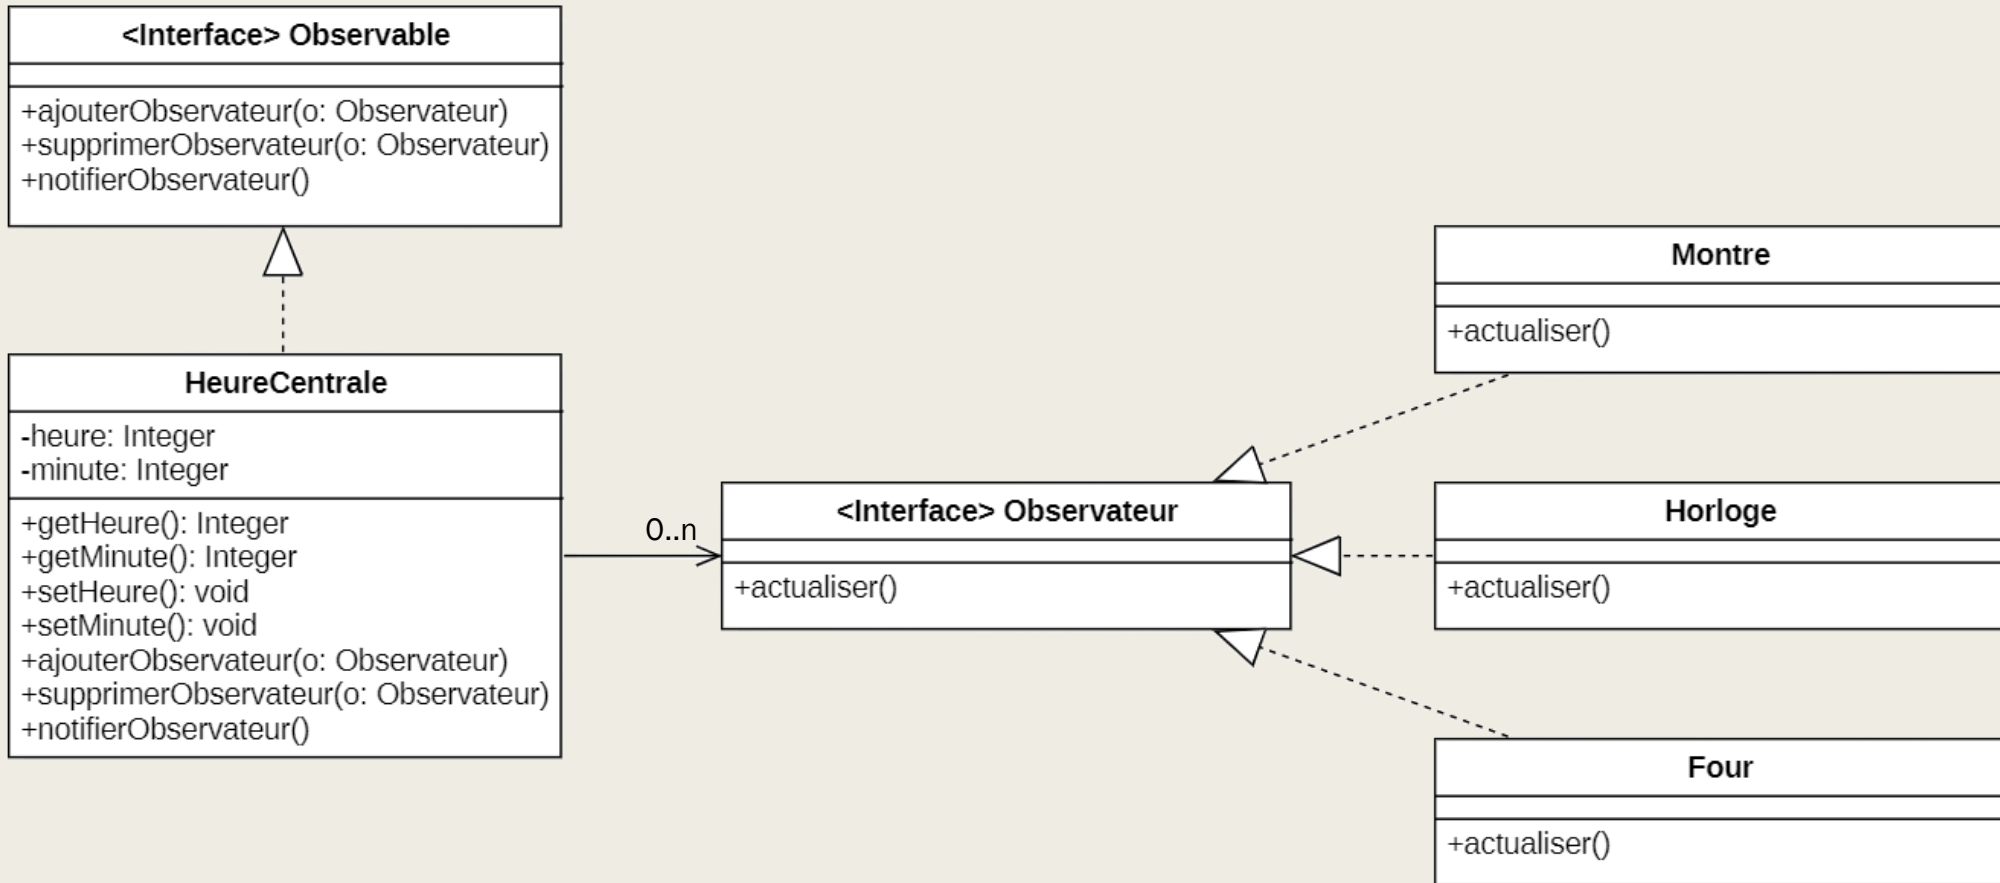 <Interface> Observable
+ajouterObservateur(o: Observateur)
+supprimerObservateur(o: Observateur)
+notifierObservateur()
HeureCentrale
-heure: Integer
-minute: Integer
+getHeure(): Integer
+getMinute(): Integer
+setHeure(): void
+setMinute(): void
+ajouterObservateur(o: Observateur)
+supprimerObservateur(o: Observateur)
+notifierObservateur()
0..n
<Interface> Observateur
+actualiser()
Montre
+actualiser()
Horloge
+actualiser()
Four
+actualiser()